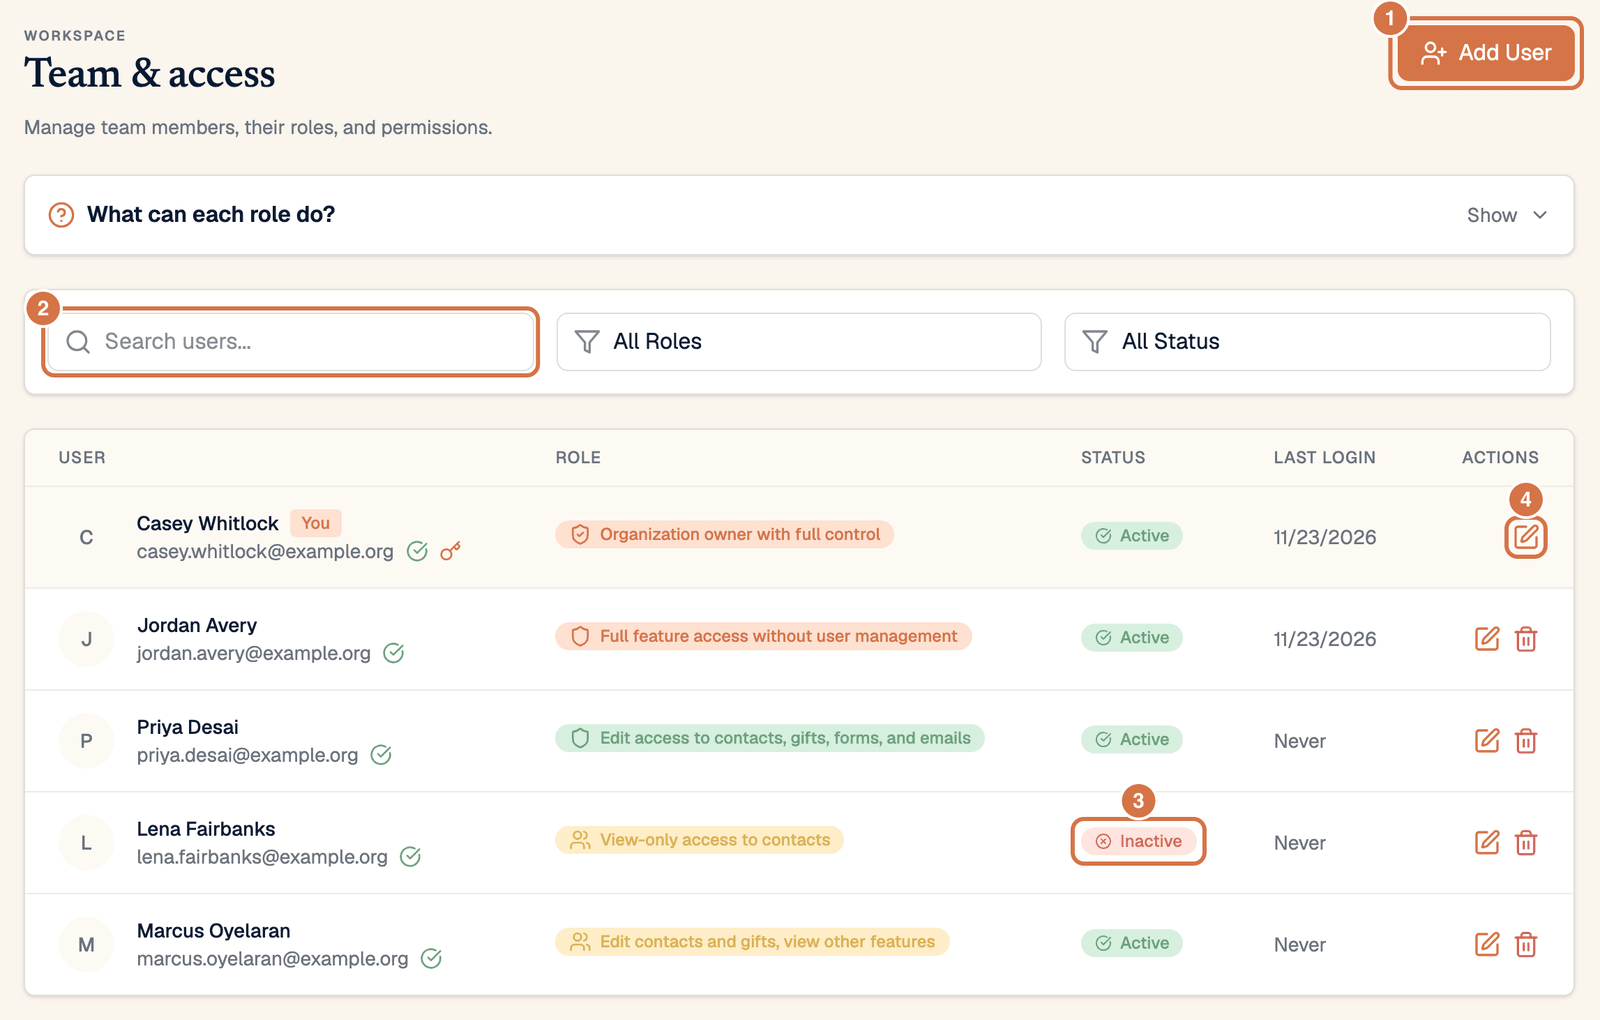 WORKSPACE
Team & access
Manage team members, their roles, and permissions.
1
Add User
What can each role do?
Show
2
Search users...
All Roles
All Status
USER ROLE STATUS LAST LOGIN ACTIONS
4
C
Casey Whitlock You
casey.whitlock@example.org
Organization owner with full control
Active
11/23/2026
J
Jordan Avery
jordan.avery@example.org
Full feature access without user management
Active
11/23/2026
P
Priya Desai
priya.desai@example.org
Edit access to contacts, gifts, forms, and emails
Active
Never
3
L
Lena Fairbanks
lena.fairbanks@example.org
View-only access to contacts
Inactive
Never
M
Marcus Oyelaran
marcus.oyelaran@example.org
Edit contacts and gifts, view other features
Active
Never